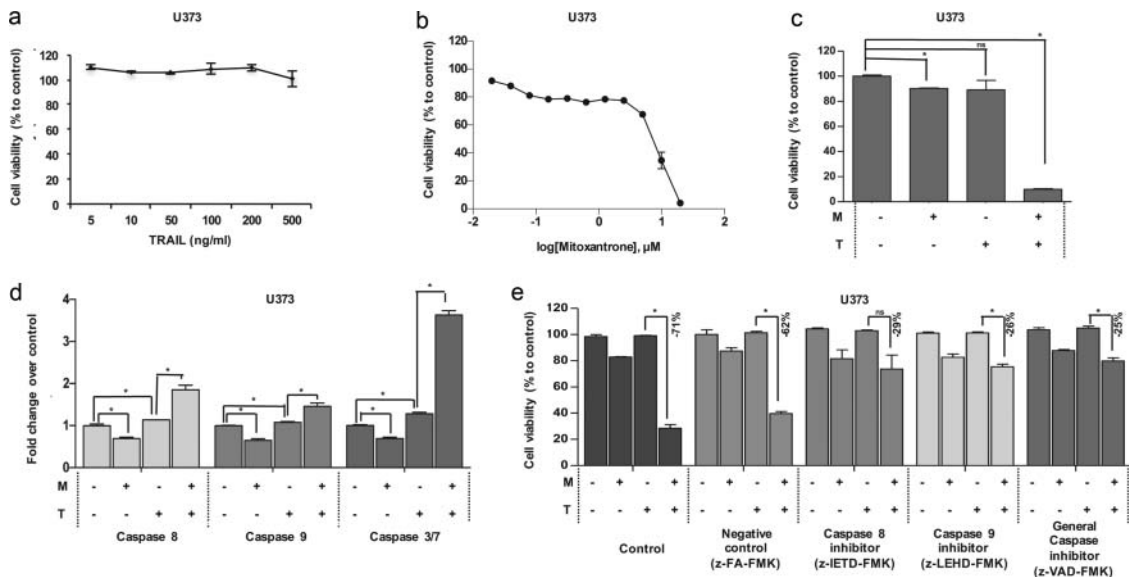 a
U373
Cell viability (% to control)
120
100
80
60
40
20
0
5 10 50 100 200 500
TRAIL (ng/ml)
b
U373
Cell viability (% to control)
120
100
80
60
40
20
0
-2 -1 0 1 2
log[Mitoxantrone], μM
c
U373
Cell viability (% to control)
120
100
80
60
40
20
0
*
ns
*
M - + - +
T - - + +
d
U373
Fold change over control
4
3
2
1
0
* * *
* * *
* * *
M - + - + - + - + - + - +
T - - + + - - + + - - + +
Caspase 8 Caspase 9 Caspase 3/7
e
U373
Cell viability (% to control)
120
100
80
60
40
20
0
* -71% * -62% ns -29% * -26% * -25%
M - + - + - + - + - + - + - + - + - + - +
T - - + + - - + + - - + + - - + + - - + +
Control
Negative control (z-FA-FMK)
Caspase 8 inhibitor (z-IETD-FMK)
Caspase 9 inhibitor (z-LEHD-FMK)
General Caspase inhibitor (z-VAD-FMK)